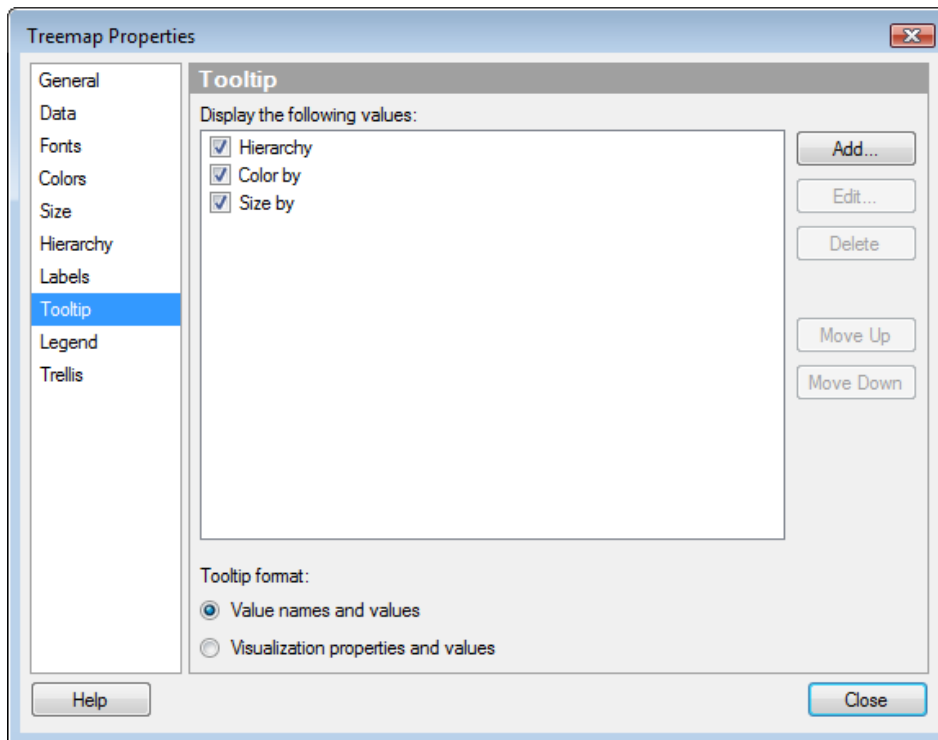 Treemap Properties
General
Data
Fonts
Colors
Size
Hierarchy
Labels
Tooltip
Legend
Trellis
Tooltip
Display the following values:
Hierarchy
Color by
Size by
Add...
Edit...
Delete
Move Up
Move Down
Tooltip format:
Value names and values
Visualization properties and values
Help
Close